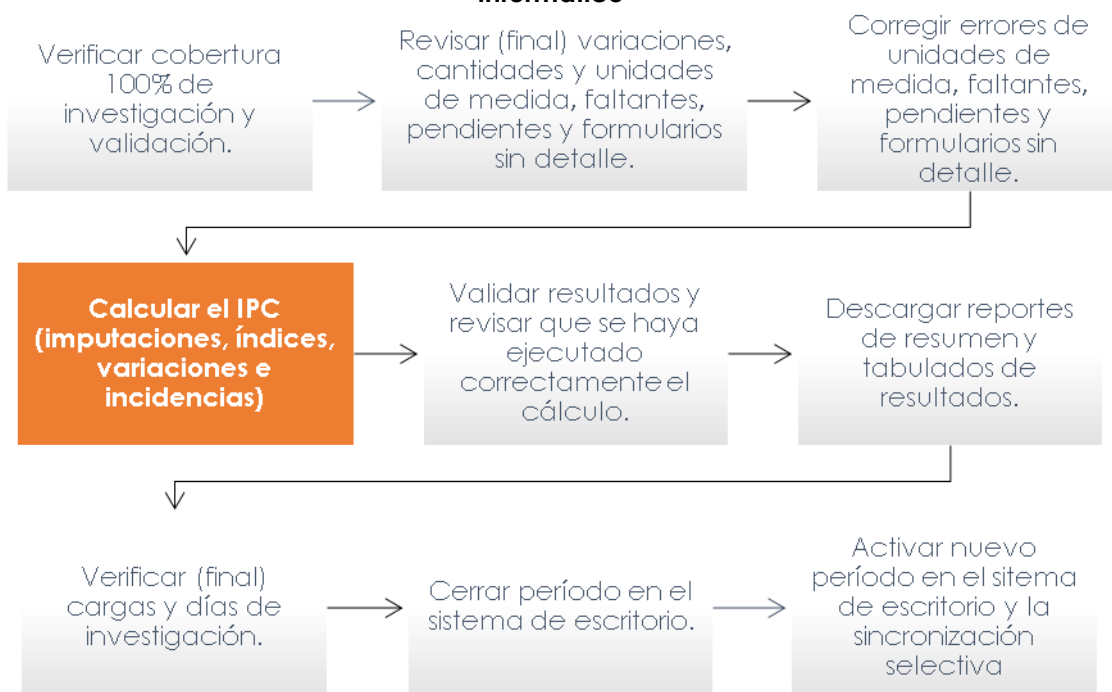 informático
Verificar cobertura
100% de
investigación y
validación.
Revisar (final) variaciones,
cantidades y unidades
de medida, faltantes,
pendientes y formularios
sin detalle.
Corregir errores de
unidades de
medida, faltantes,
pendientes y
formularios sin
detalle.
Calcular el IPC
(imputaciones, índices,
variaciones e
incidencias)
Validar resultados y
revisar que se haya
ejecutado
correctamente el
cálculo.
Descargar reportes
de resumen y
tabulados de
resultados.
Verificar (final)
cargas y días de
investigación.
Cerrar período en el
sistema de escritorio.
Activar nuevo
período en el sitema
de escritorio y la
sincronización
selectiva